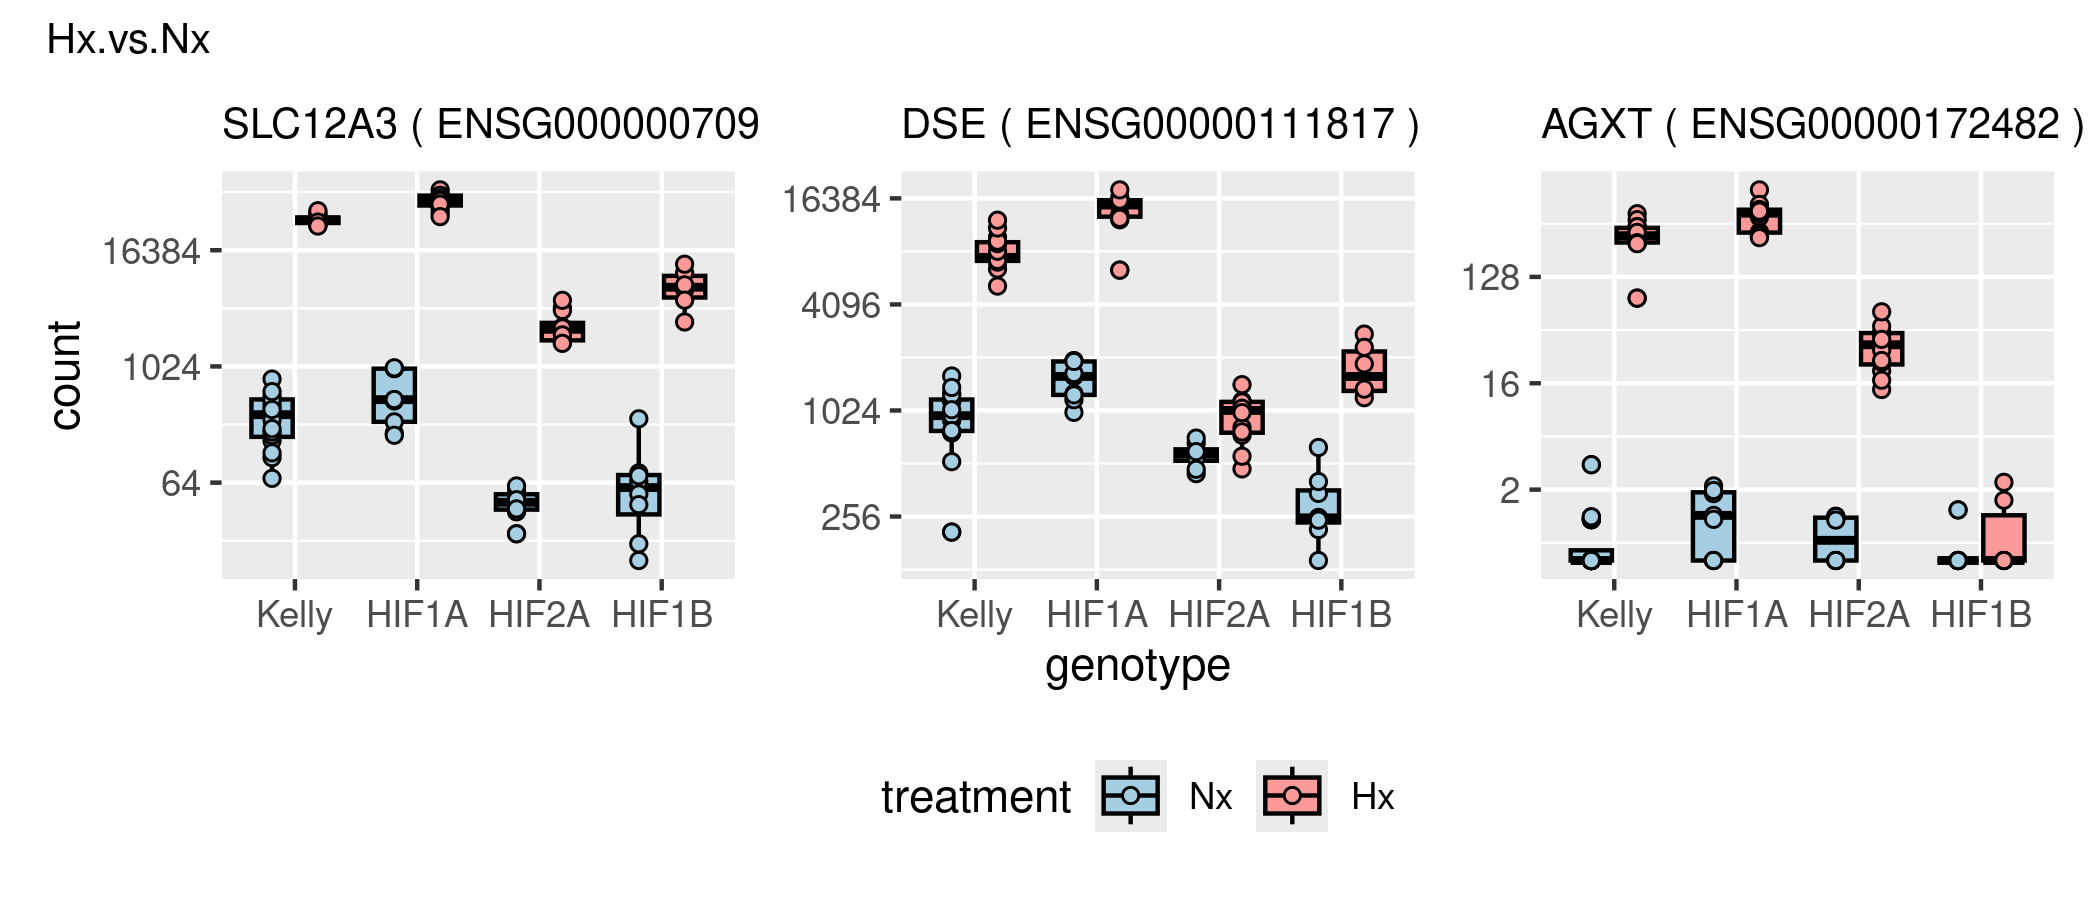 Hx.vs.Nx
SLC12A3 ( ENSG000000709
DSE ( ENSG00000111817 )
AGXT ( ENSG00000172482 )
count
16384
1024
64
16384
4096
1024
256
128
16
2
Kelly HIF1A HIF2A HIF1B
Kelly HIF1A HIF2A HIF1B
Kelly HIF1A HIF2A HIF1B
genotype
treatment Nx Hx